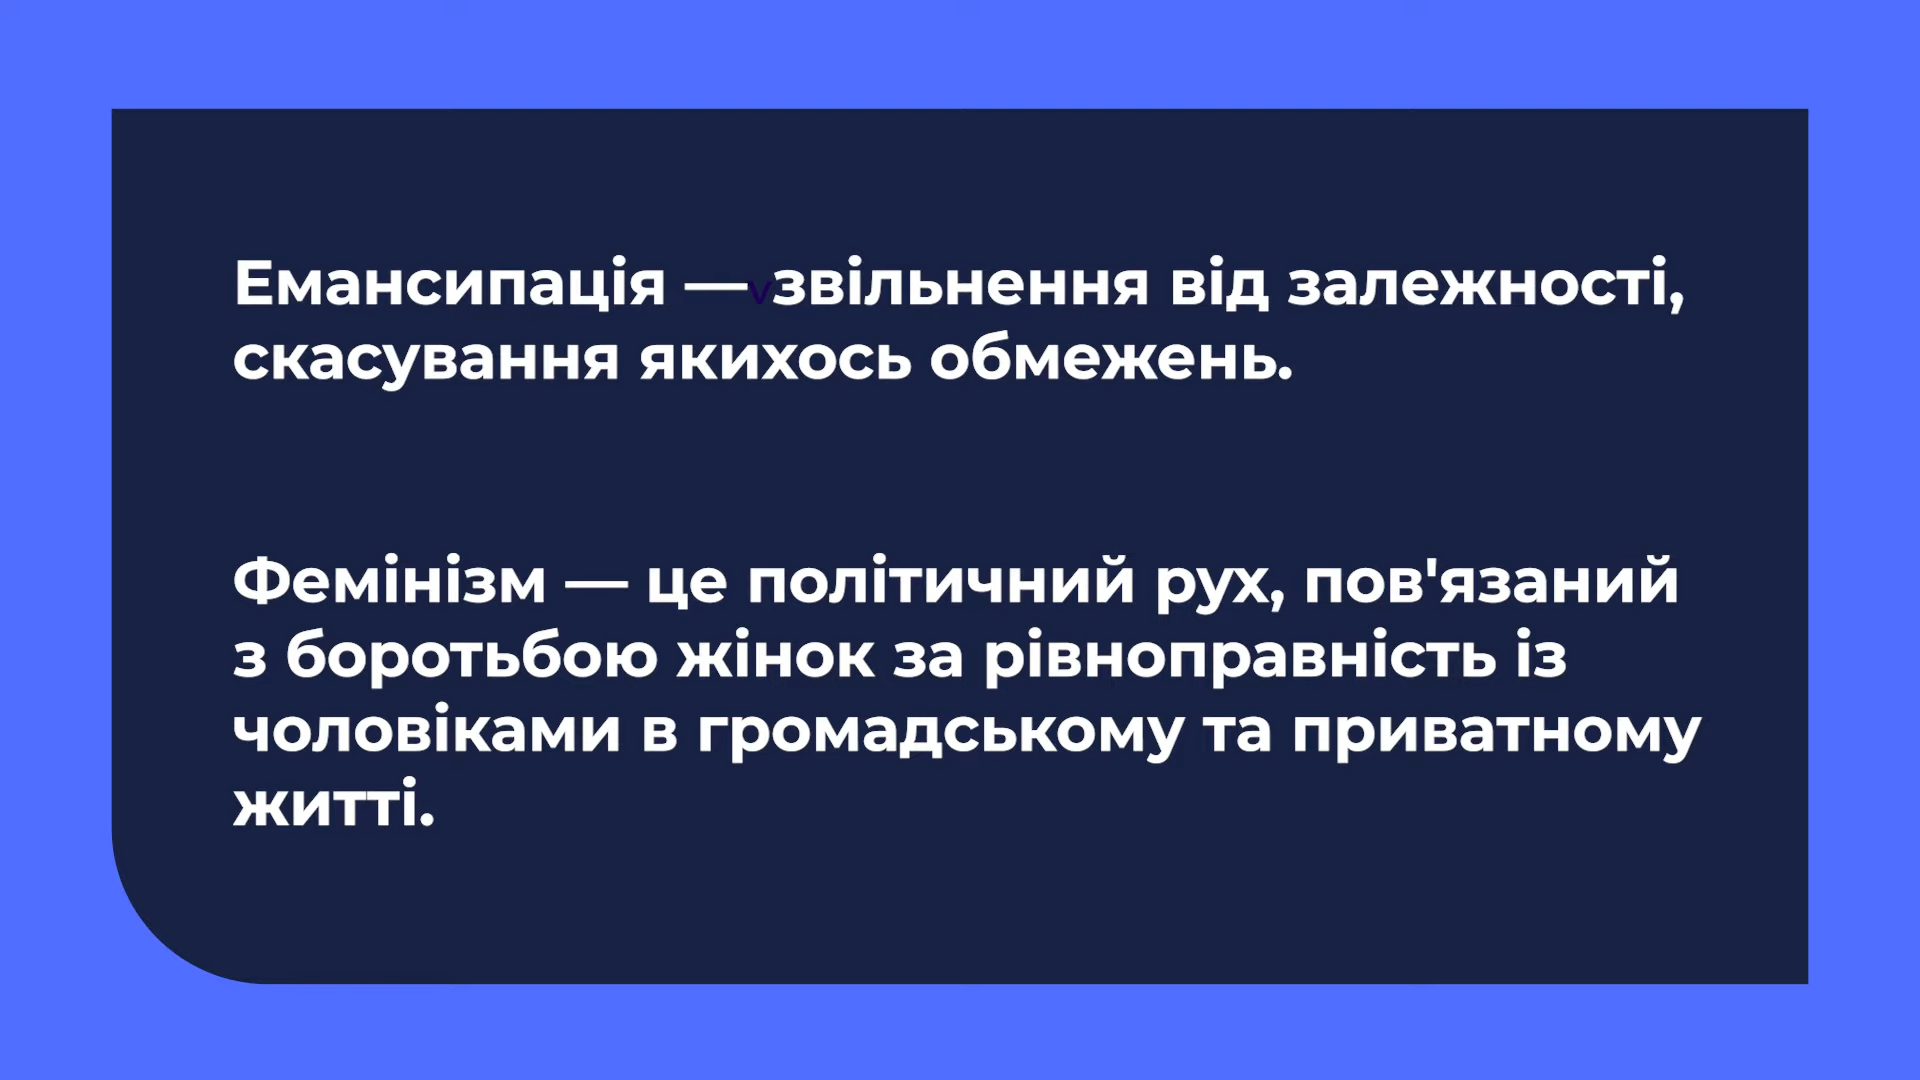 Емансипація —vзвільнення від залежності,
скасування якихось обмежень.
Фемінізм — це політичний рух, пов'язаний
з боротьбою жінок за рівноправність із
чоловіками в громадському та приватному
житті.